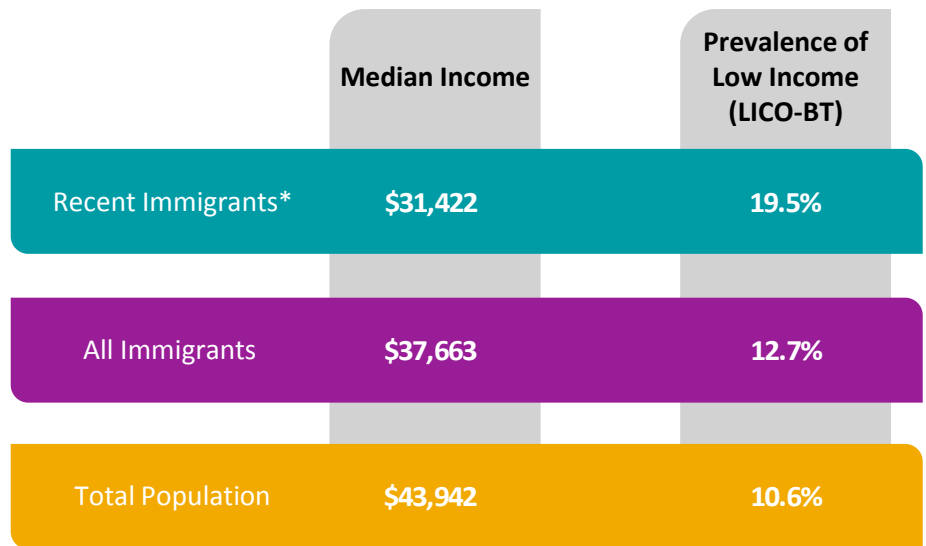 Median Income
Prevalence of
Low Income
(LICO-BT)
Recent Immigrants* $31,422 19.5%
All Immigrants $37,663 12.7%
Total Population $43,942 10.6%